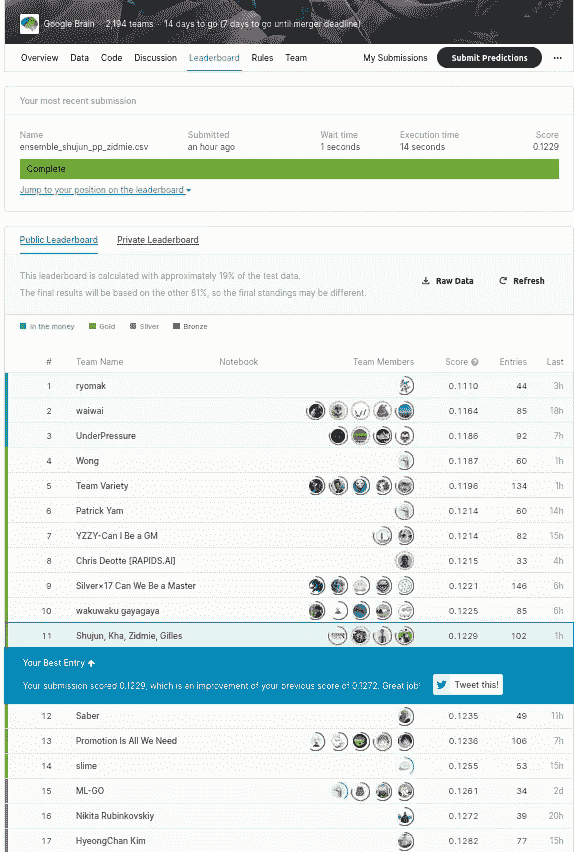 Google Brain · 2,194 teams · 14 days to go (7 days to go until merger deadline)
Overview Data Code Discussion Leaderboard Rules Team My Submissions Submit Predictions ...
Your most recent submission
Name Submitted Wait time Execution time Score
ensemble_shujun_pp_zidmie.csv an hour ago 1 seconds 14 seconds 0.1229
Complete
Jump to your position on the leaderboard
Public Leaderboard Private Leaderboard
This leaderboard is calculated with approximately 19% of the test data.
The final results will be based on the other 81%, so the final standings may be different.
Raw Data Refresh
In the money Gold Silver Bronze
# Team Name Notebook Team Members Score Entries Last
1 ryomak 0.1110 44 3h
2 waiwai 0.1164 85 18h
3 UnderPressure 0.1186 92 7h
4 Wong 0.1187 60 1h
5 Team Variety 0.1196 134 1h
6 Patrick Yam 0.1214 60 14h
7 YZZY-Can I Be a GM 0.1214 82 15h
8 Chris Deotte [RAPIDS.AI] 0.1215 33 4h
9 Silver×17 Can We Be a Master 0.1221 146 6h
10 wakuwaku gayagaya 0.1225 85 6h
11 Shujun, Kha, Zidmie, Gilles 0.1229 102 1h
Your Best Entry
Your submission scored 0.1229, which is an improvement of your previous score of 0.1272. Great job! Tweet this!
12 Saber 0.1235 49 11h
13 Promotion Is All We Need 0.1236 106 7h
14 slime 0.1255 53 15h
15 ML-GO 0.1261 34 2d
16 Nikita Rubinkovskiy 0.1272 39 20h
17 HyeongChan Kim 0.1282 77 15h